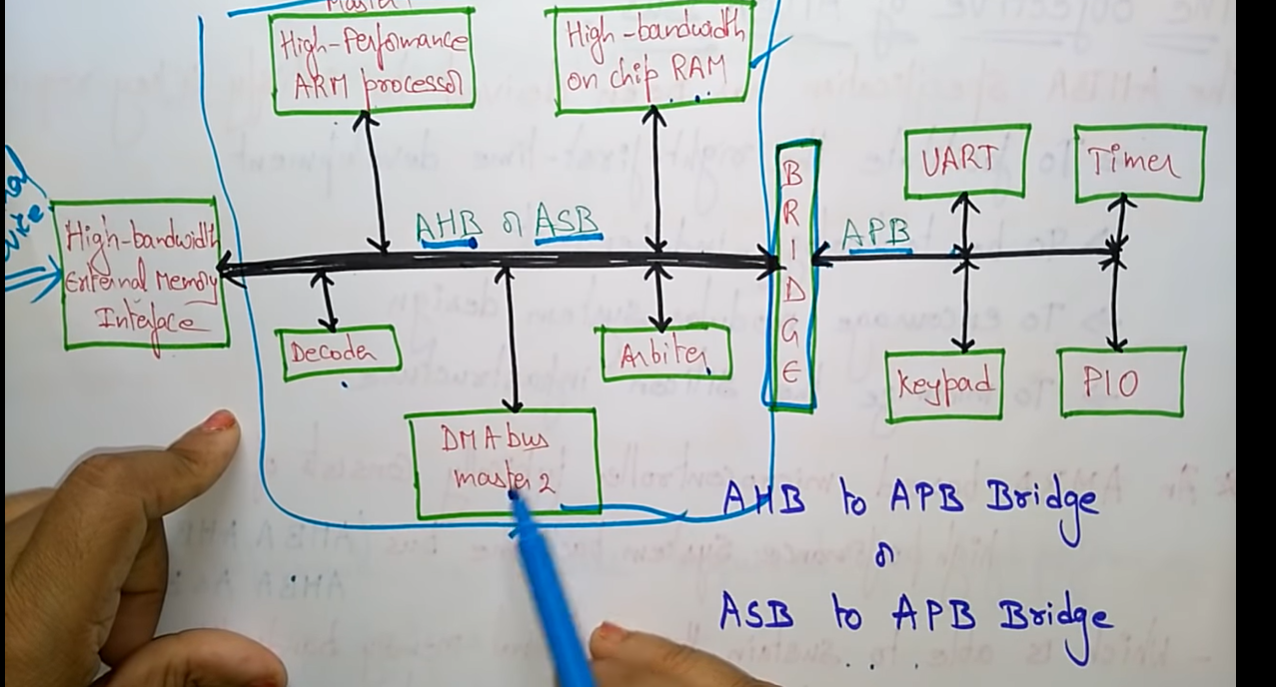 Master 1
High-Performance
ARM processor
High-bandwidth
on chip RAM
High-bandwidth
External Memory
Interface
AHB or ASB
BRIDGE
APB
UART
Timer
Decoder
Arbiter
Keypad
PIO
DMA bus
master 2
AHB to APB Bridge
or
ASB to APB Bridge